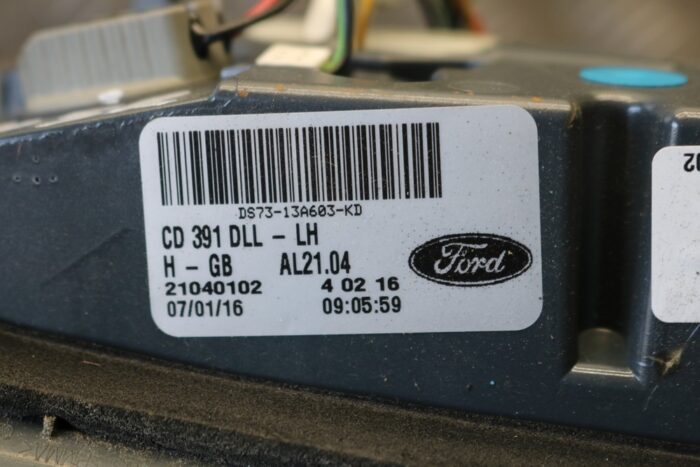 DS73-13A603-KD
CD 391 DLL - LH
H - GB AL21.04
Ford
21040102 4 02 16
07/01/16 09:05:59